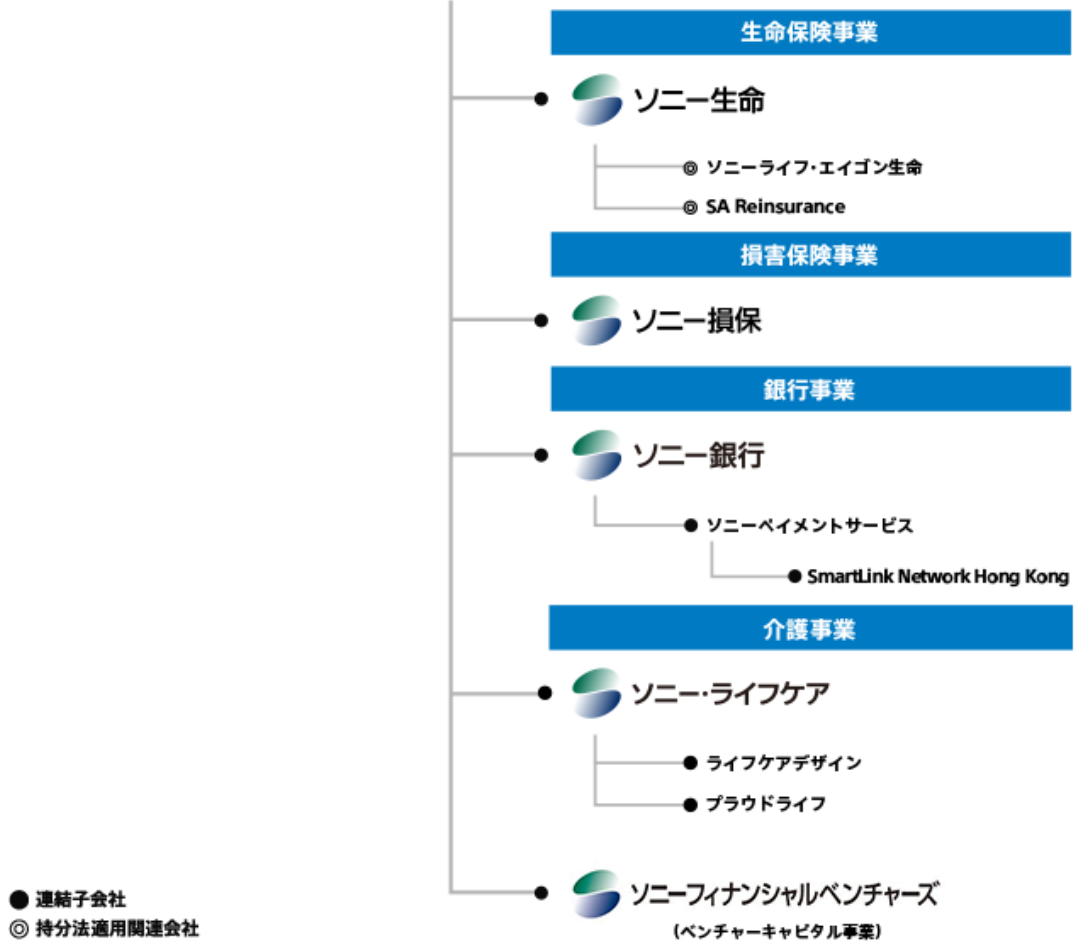 生命保険事業
ソニー生命
◎ ソニーライフ・エイゴン生命
◎ SA Reinsurance
損害保険事業
ソニー損保
銀行事業
ソニー銀行
● ソニーペイメントサービス
● SmartLink Network Hong Kong
介護事業
ソニー・ライフケア
● ライフケアデザイン
● プラウドライフ
ソニーフィナンシャルベンチャーズ
(ベンチャーキャピタル事業)
● 連結子会社
◎ 持分法適用関連会社